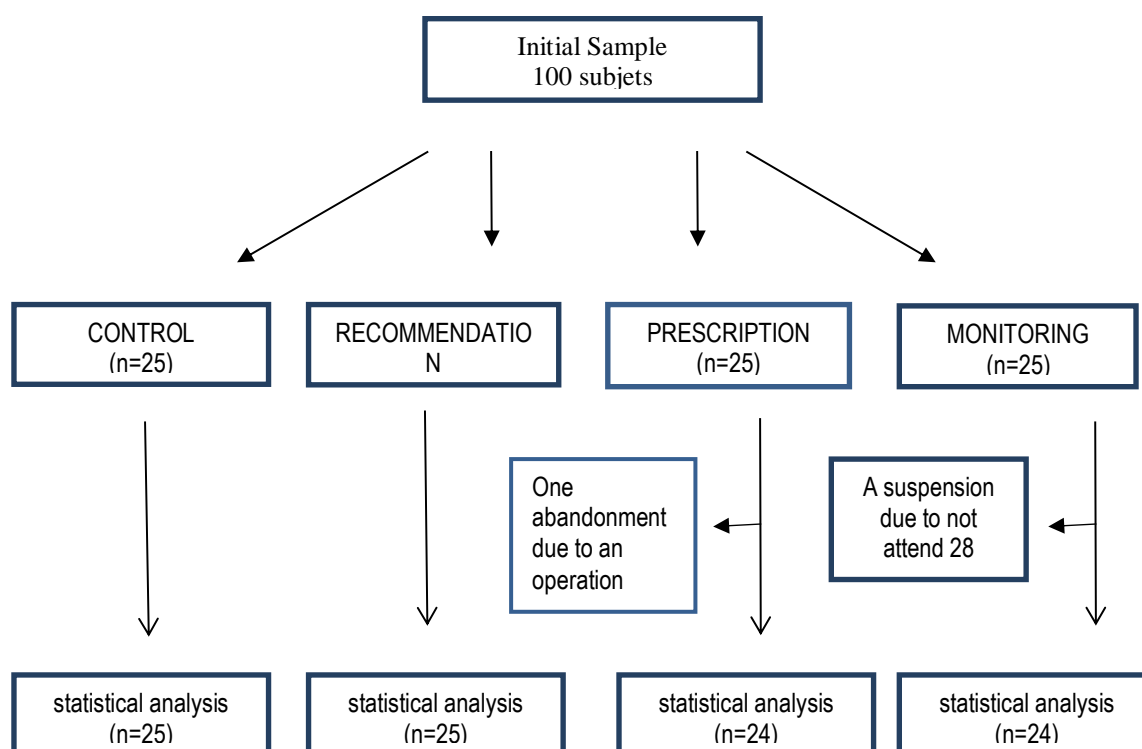 Initial Sample
100 subjets
CONTROL
(n=25)
RECOMMENDATIO
N
PRESCRIPTION
(n=25)
MONITORING
(n=25)
One
abandonment
due to an
operation
A suspension
due to not
attend 28
statistical analysis
(n=25)
statistical analysis
(n=25)
statistical analysis
(n=24)
statistical analysis
(n=24)